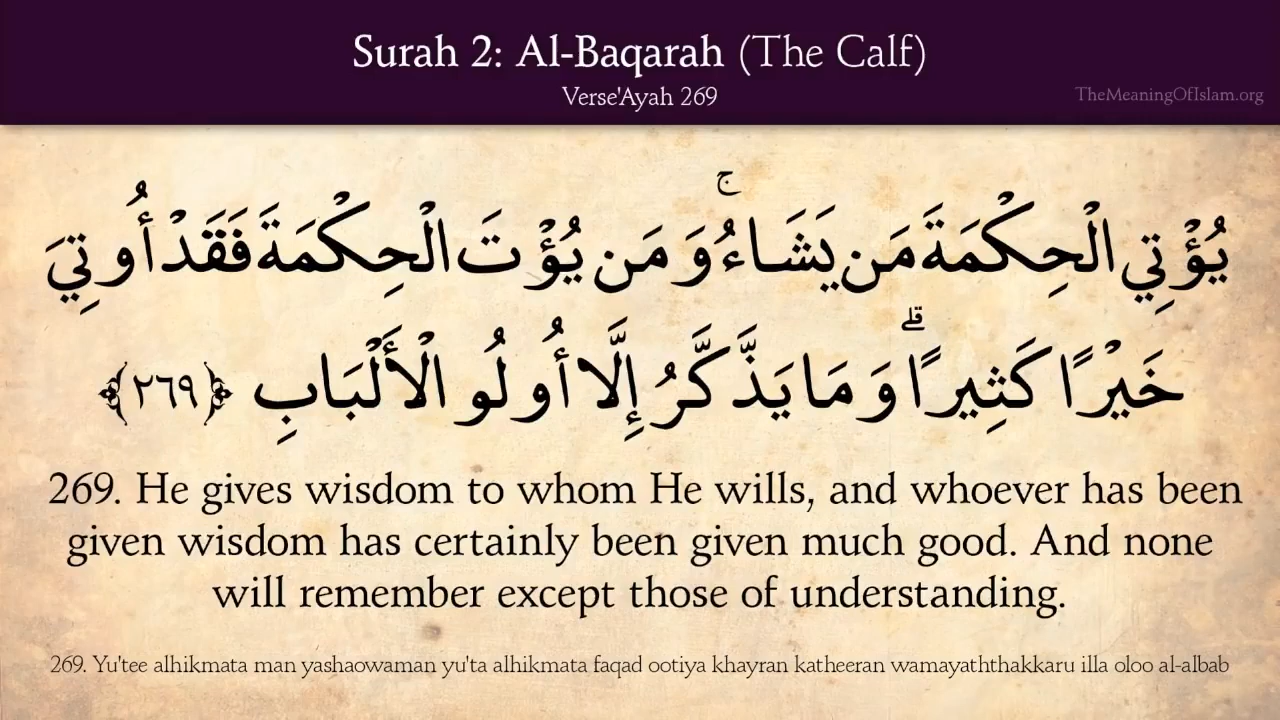 Surah 2: Al-Baqarah (The Calf)
Verse'Ayah 269
TheMeaningOfIslam.org
يُؤْتِي الْحِكْمَةَ مَن يَشَاءُ ۚ وَمَن يُؤْتَ الْحِكْمَةَ فَقَدْ أُوتِيَ
خَيْرًا كَثِيرًا ۗ وَمَا يَذَّكَّرُ إِلَّا أُولُو الْأَلْبَابِ ﴿٢٦٩﴾
269. He gives wisdom to whom He wills, and whoever has been
given wisdom has certainly been given much good. And none
will remember except those of understanding.
269. Yu'tee alhikmata man yashaowaman yu'ta alhikmata faqad ootiya khayran katheeran wamayaththakkaru illa oloo al-albab